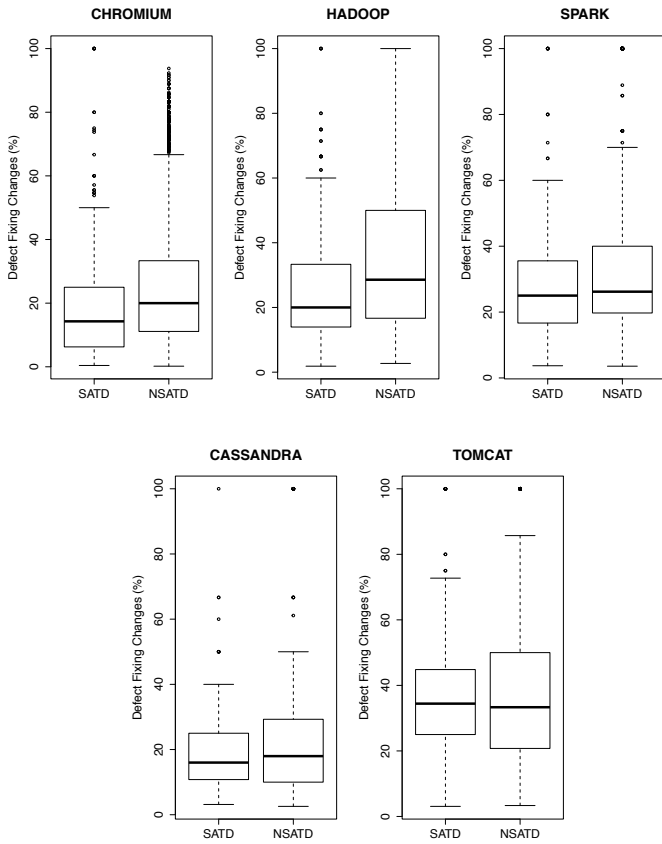 CHROMIUM
HADOOP
SPARK
Defect Fixing Changes (%)
0
20
40
60
80
100
SATD
NSATD
Defect Fixing Changes (%)
0
20
40
60
80
100
SATD
NSATD
Defect Fixing Changes (%)
0
20
40
60
80
100
SATD
NSATD
CASSANDRA
TOMCAT
Defect Fixing Changes (%)
0
20
40
60
80
100
SATD
NSATD
Defect Fixing Changes (%)
0
20
40
60
80
100
SATD
NSATD